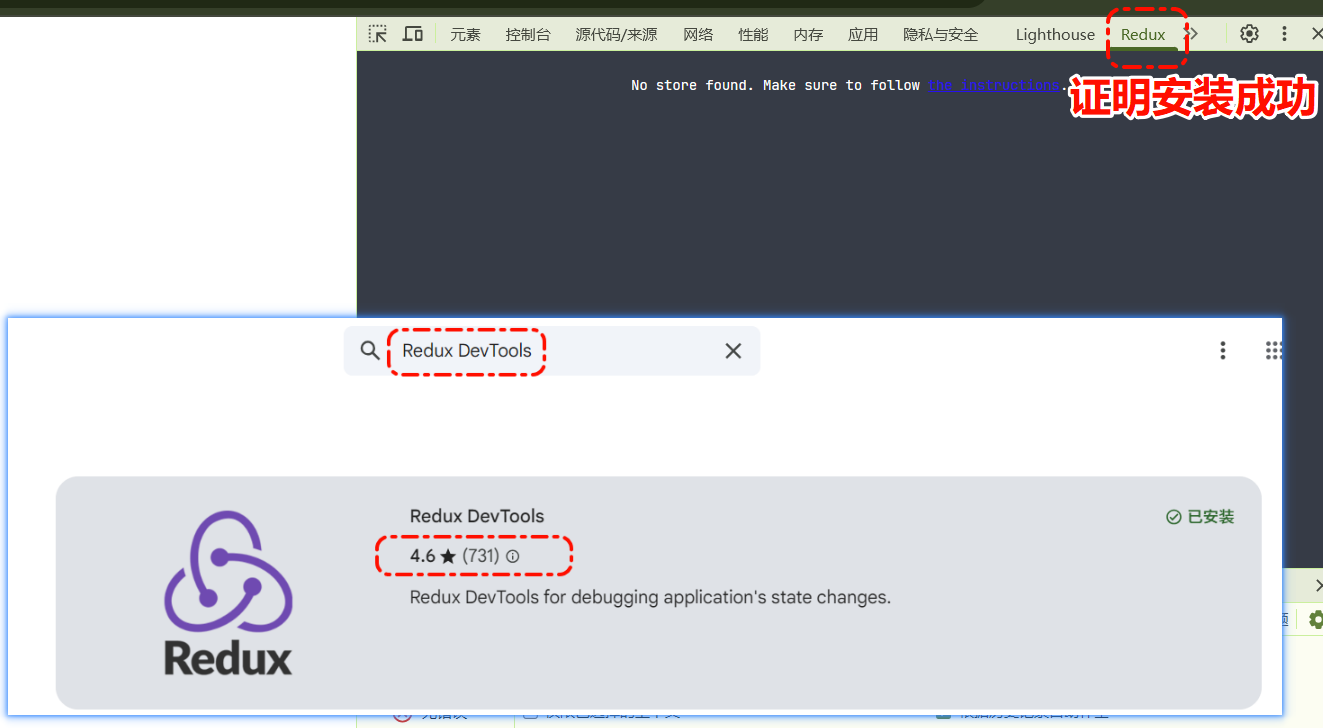 元素 控制台 源代码/来源 网络 性能 内存 应用 隐私与安全 Lighthouse Redux
No store found. Make sure to follow the instructions.
证明安装成功
Redux DevTools
Redux DevTools
已安装
4.6 ★ (731)
Redux DevTools for debugging application's state changes.
Redux